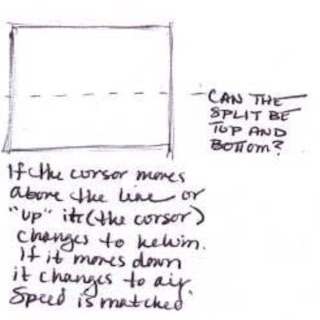 CAN THE
SPLIT BE
TOP AND
BOTTOM?
If the cursor moves
above the line or
"up" it (the cursor)
changes to kelvin.
If it moves down
it changes to air.
Speed is matched